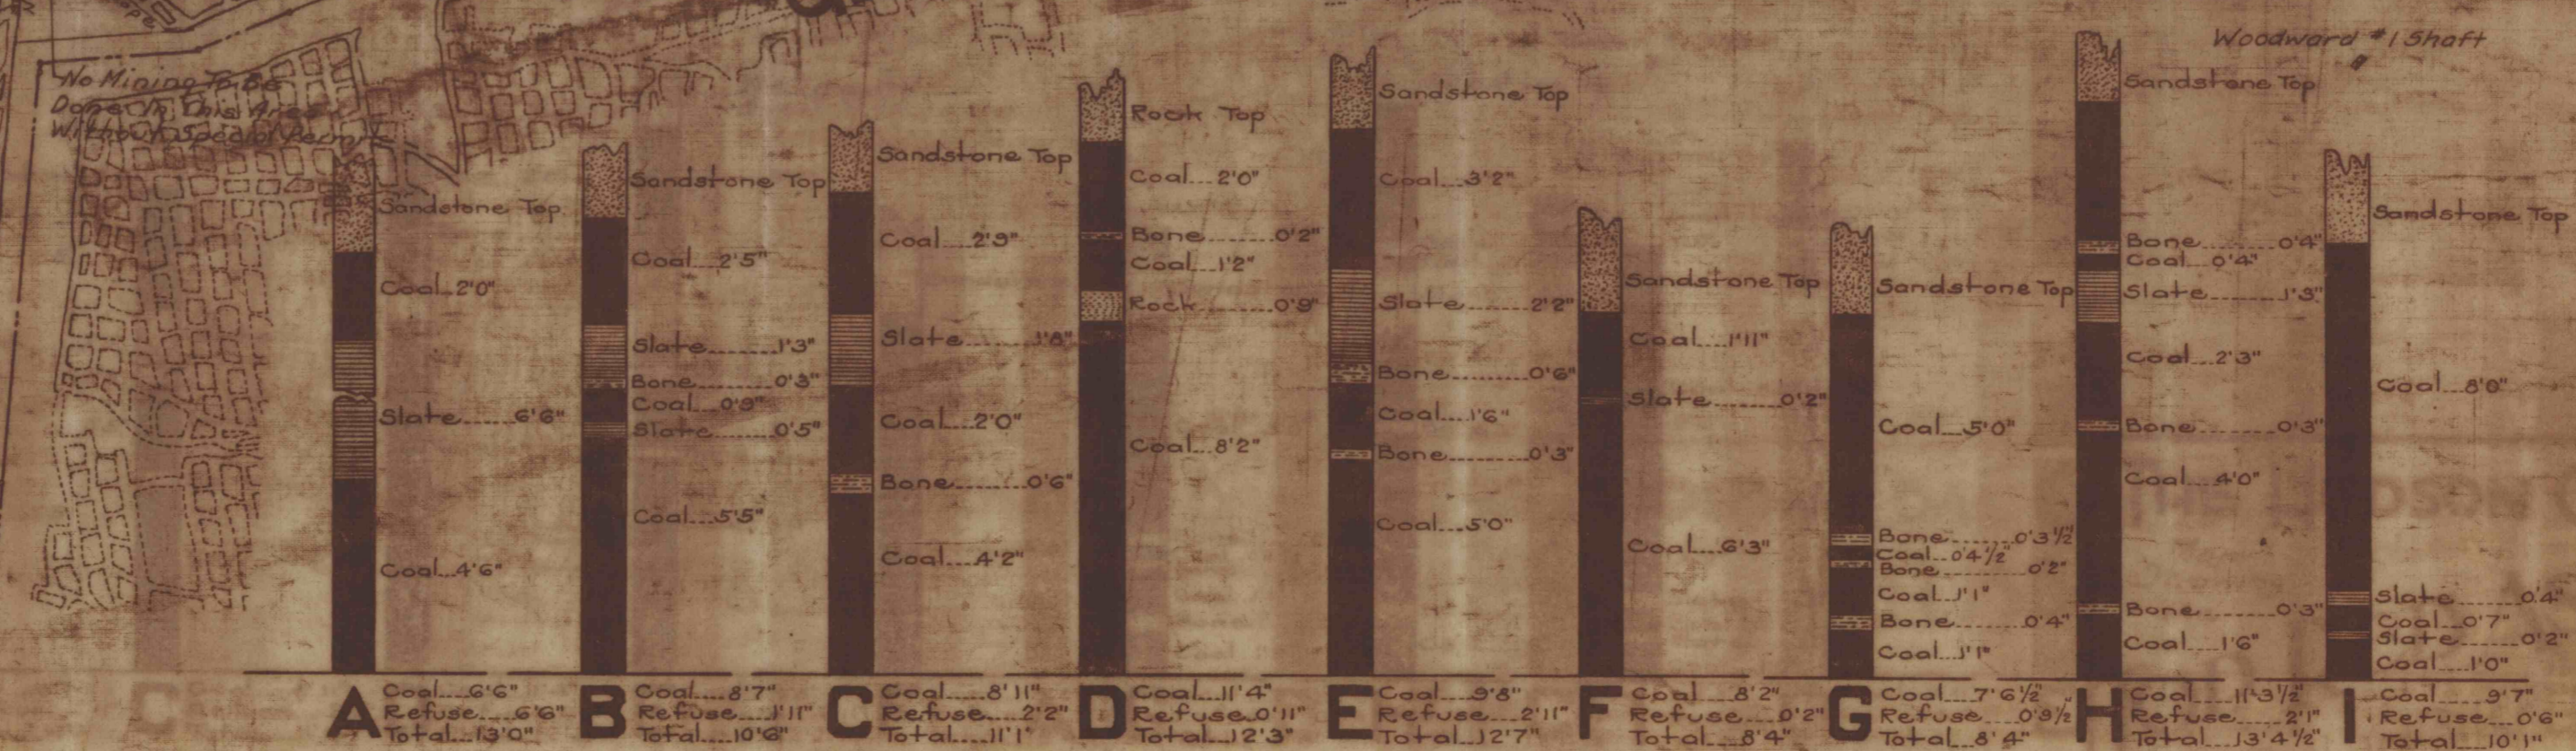 No Mining To Be
Done In This Area
Without Special Permit
Woodward #1 Shaft
Sandstone Top
Coal...2'0"
Slate......6'6"
Coal...4'6"
A
Coal....6'6"
Refuse....6'6"
Total...13'0"
Sandstone Top
Coal...2'5"
Slate.......1'3"
Bone........0'3"
Coal...0'9"
Slate.......0'5"
Coal...5'5"
B
Coal....8'7"
Refuse....1'11"
Total....10'6"
Sandstone Top
Coal...2'9"
Slate.......1'8"
Coal...2'0"
Bone........0'6"
Coal...4'2"
C
Coal.....8'11"
Refuse.....2'2"
Total....11'1"
Rock Top
Coal...2'0"
Bone.......0'2"
Coal...1'2"
Rock.......0'9"
Coal...8'2"
D
Coal...11'4"
Refuse..0'11"
Total...12'3"
Sandstone Top
Coal...3'2"
Slate.......2'2"
Bone........0'6"
Coal...1'6"
Bone........0'3"
Coal...5'0"
E
Coal....9'8"
Refuse....2'11"
Total...12'7"
Sandstone Top
Coal...1'11"
Slate.......0'2"
Coal...6'3"
F
Coal...8'2"
Refuse....0'2"
Total....8'4"
Sandstone Top
Coal...5'0"
Bone.......0'3½"
Coal...0'4½"
Bone.........0'2"
Coal...1'1"
Bone........0'4"
Coal...1'1"
G
Coal...7'6½"
Refuse....0'9½
Total....8'4"
Sandstone Top
Bone.......0'4"
Coal...0'4"
Slate.......1'3"
Coal...2'3"
Bone.......0'3"
Coal...4'0"
Bone.......0'3"
Coal...1'6"
H
Coal....11'3½"
Refuse.....2'1"
Total...13'4½"
Samdstome Top
Coal...8'0"
Slate.......0'4"
Coal...0'7"
Slate.......0'2"
Coal....1'0"
I
Coal.....9'7"
Refuse....0'6"
Total.....10'1"